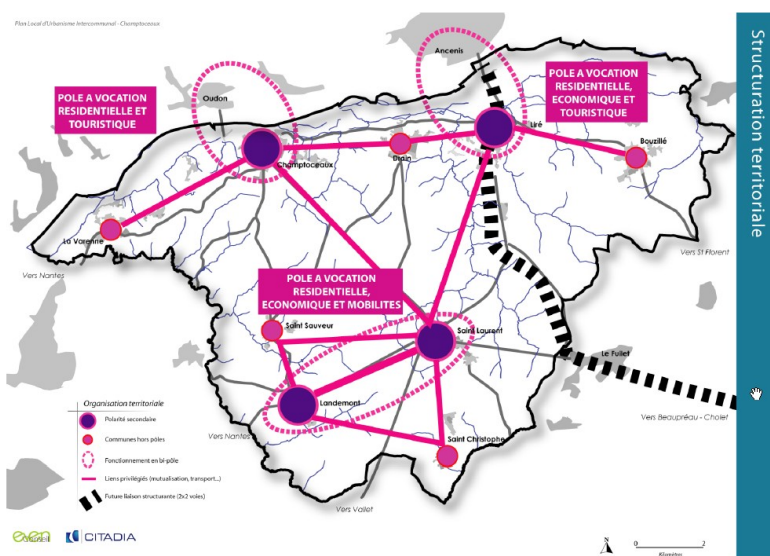 Plan Local d'Urbanisme Intercommunal - Champtoceaux
Structuration territoriale
Ancenis
Oudon
POLE A VOCATION
RESIDENTIELLE ET
TOURISTIQUE
POLE A VOCATION
RESIDENTIELLE,
ECONOMIQUE ET
TOURISTIQUE
Liré
Drain
Bouzillé
Champtoceaux
La Varenne
Vers Nantes
Vers St Florent
POLE A VOCATION
RESIDENTIELLE,
ECONOMIQUE ET MOBILITES
Saint Sauveur
Saint Laurent
Le Fuilet
Landemont
Vers Nantes
Saint Christophe
Vers Beaupréau - Cholet
Vers Vallet
Organisation territoriale
Polarité secondaire
Communes hors pôles
Fonctionnement en bi-pôle
Liens privilégiés (mutualisation, transport...)
Future liaison structurante (2x2 voies)
even
Conseil
CITADIA
N
0 2
Kilomètres